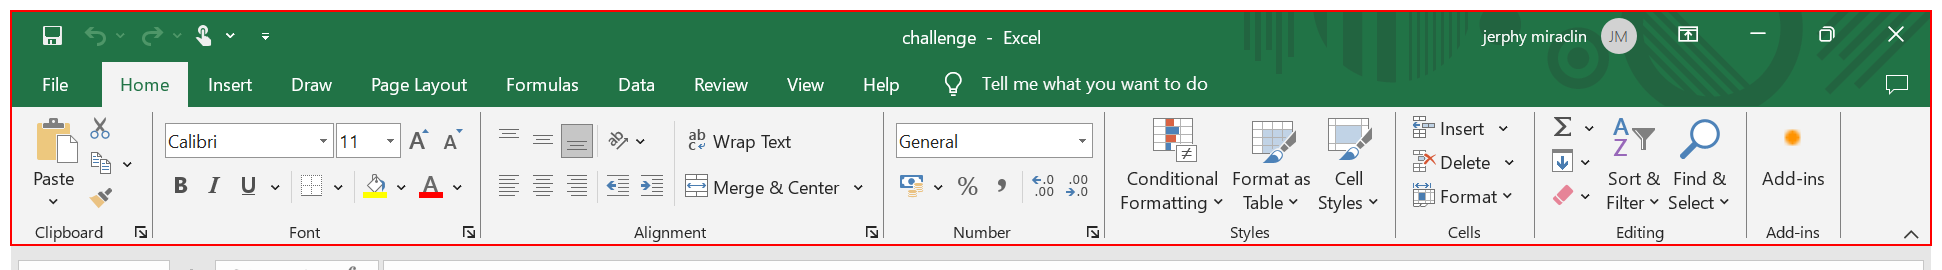 challenge - Excel
jerphy miraclin JM
File Home Insert Draw Page Layout Formulas Data Review View Help Tell me what you want to do
Paste
Clipboard
Calibri 11 A A
B I U A
Font
ab Wrap Text
ab
c
Merge & Center
Alignment
General
% , .0 .00 .00 .0
Number
Conditional
Formatting
Format as
Table
Cell
Styles
Styles
Insert
Delete
Format
Cells
Σ
A
Z
Sort &
Filter
Find &
Select
Editing
Add-ins
Add-ins